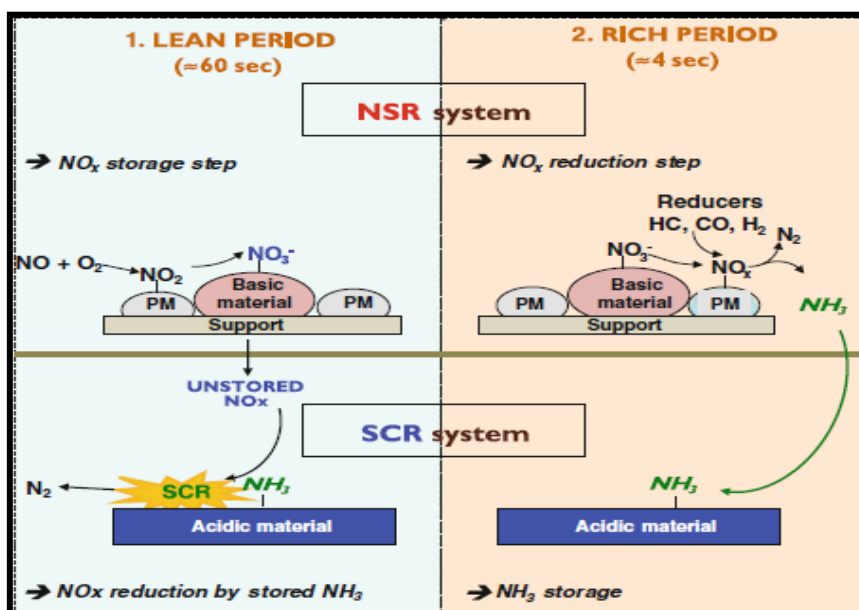 1. LEAN PERIOD
(≈60 sec)
2. RICH PERIOD
(≈4 sec)
NSR system
➔ NOx storage step
➔ NOx reduction step
Reducers
HC, CO, H2
N2
NO + O2
NO2
NO3-
PM
Basic
material
PM
Support
NO3-
NOx
PM
Basic
material
PM
Support
NH3
UNSTORED
NOx
SCR system
N2
SCR
NH3
Acidic material
NH3
Acidic material
➔ NOx reduction by stored NH3
➔ NH3 storage